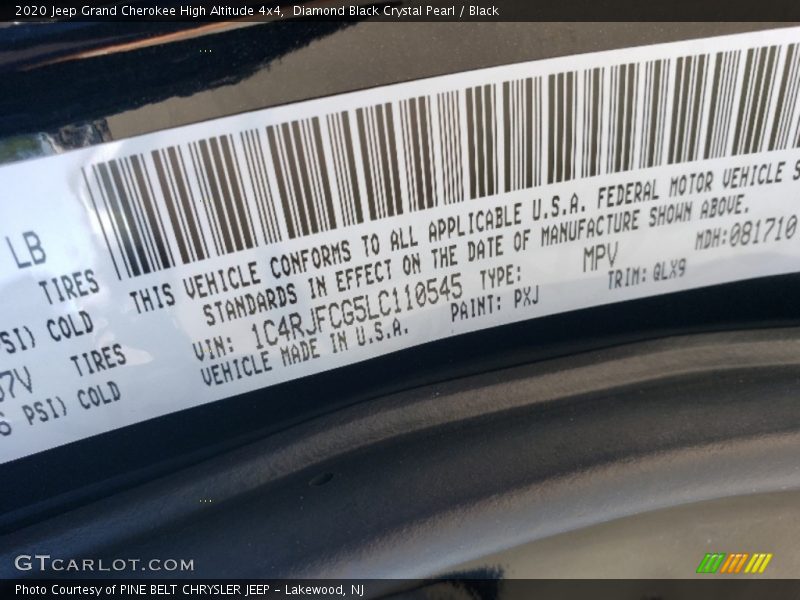 2020 Jeep Grand Cherokee High Altitude 4x4,  Diamond Black Crystal Pearl / Black
LB
TIRES
PSI) COLD
TIRES
PSI) COLD
THIS VEHICLE CONFORMS TO ALL APPLICABLE U.S.A. FEDERAL MOTOR VEHICLE S
STANDARDS IN EFFECT ON THE DATE OF MANUFACTURE SHOWN ABOVE.
VIN: 1C4RJFCG5LC110545 TYPE: MPV MDH:081710
VEHICLE MADE IN U.S.A. PAINT: PXJ TRIM:QLX9
GTCARLOT.COM
Photo Courtesy of PINE BELT CHRYSLER JEEP - Lakewood, NJ